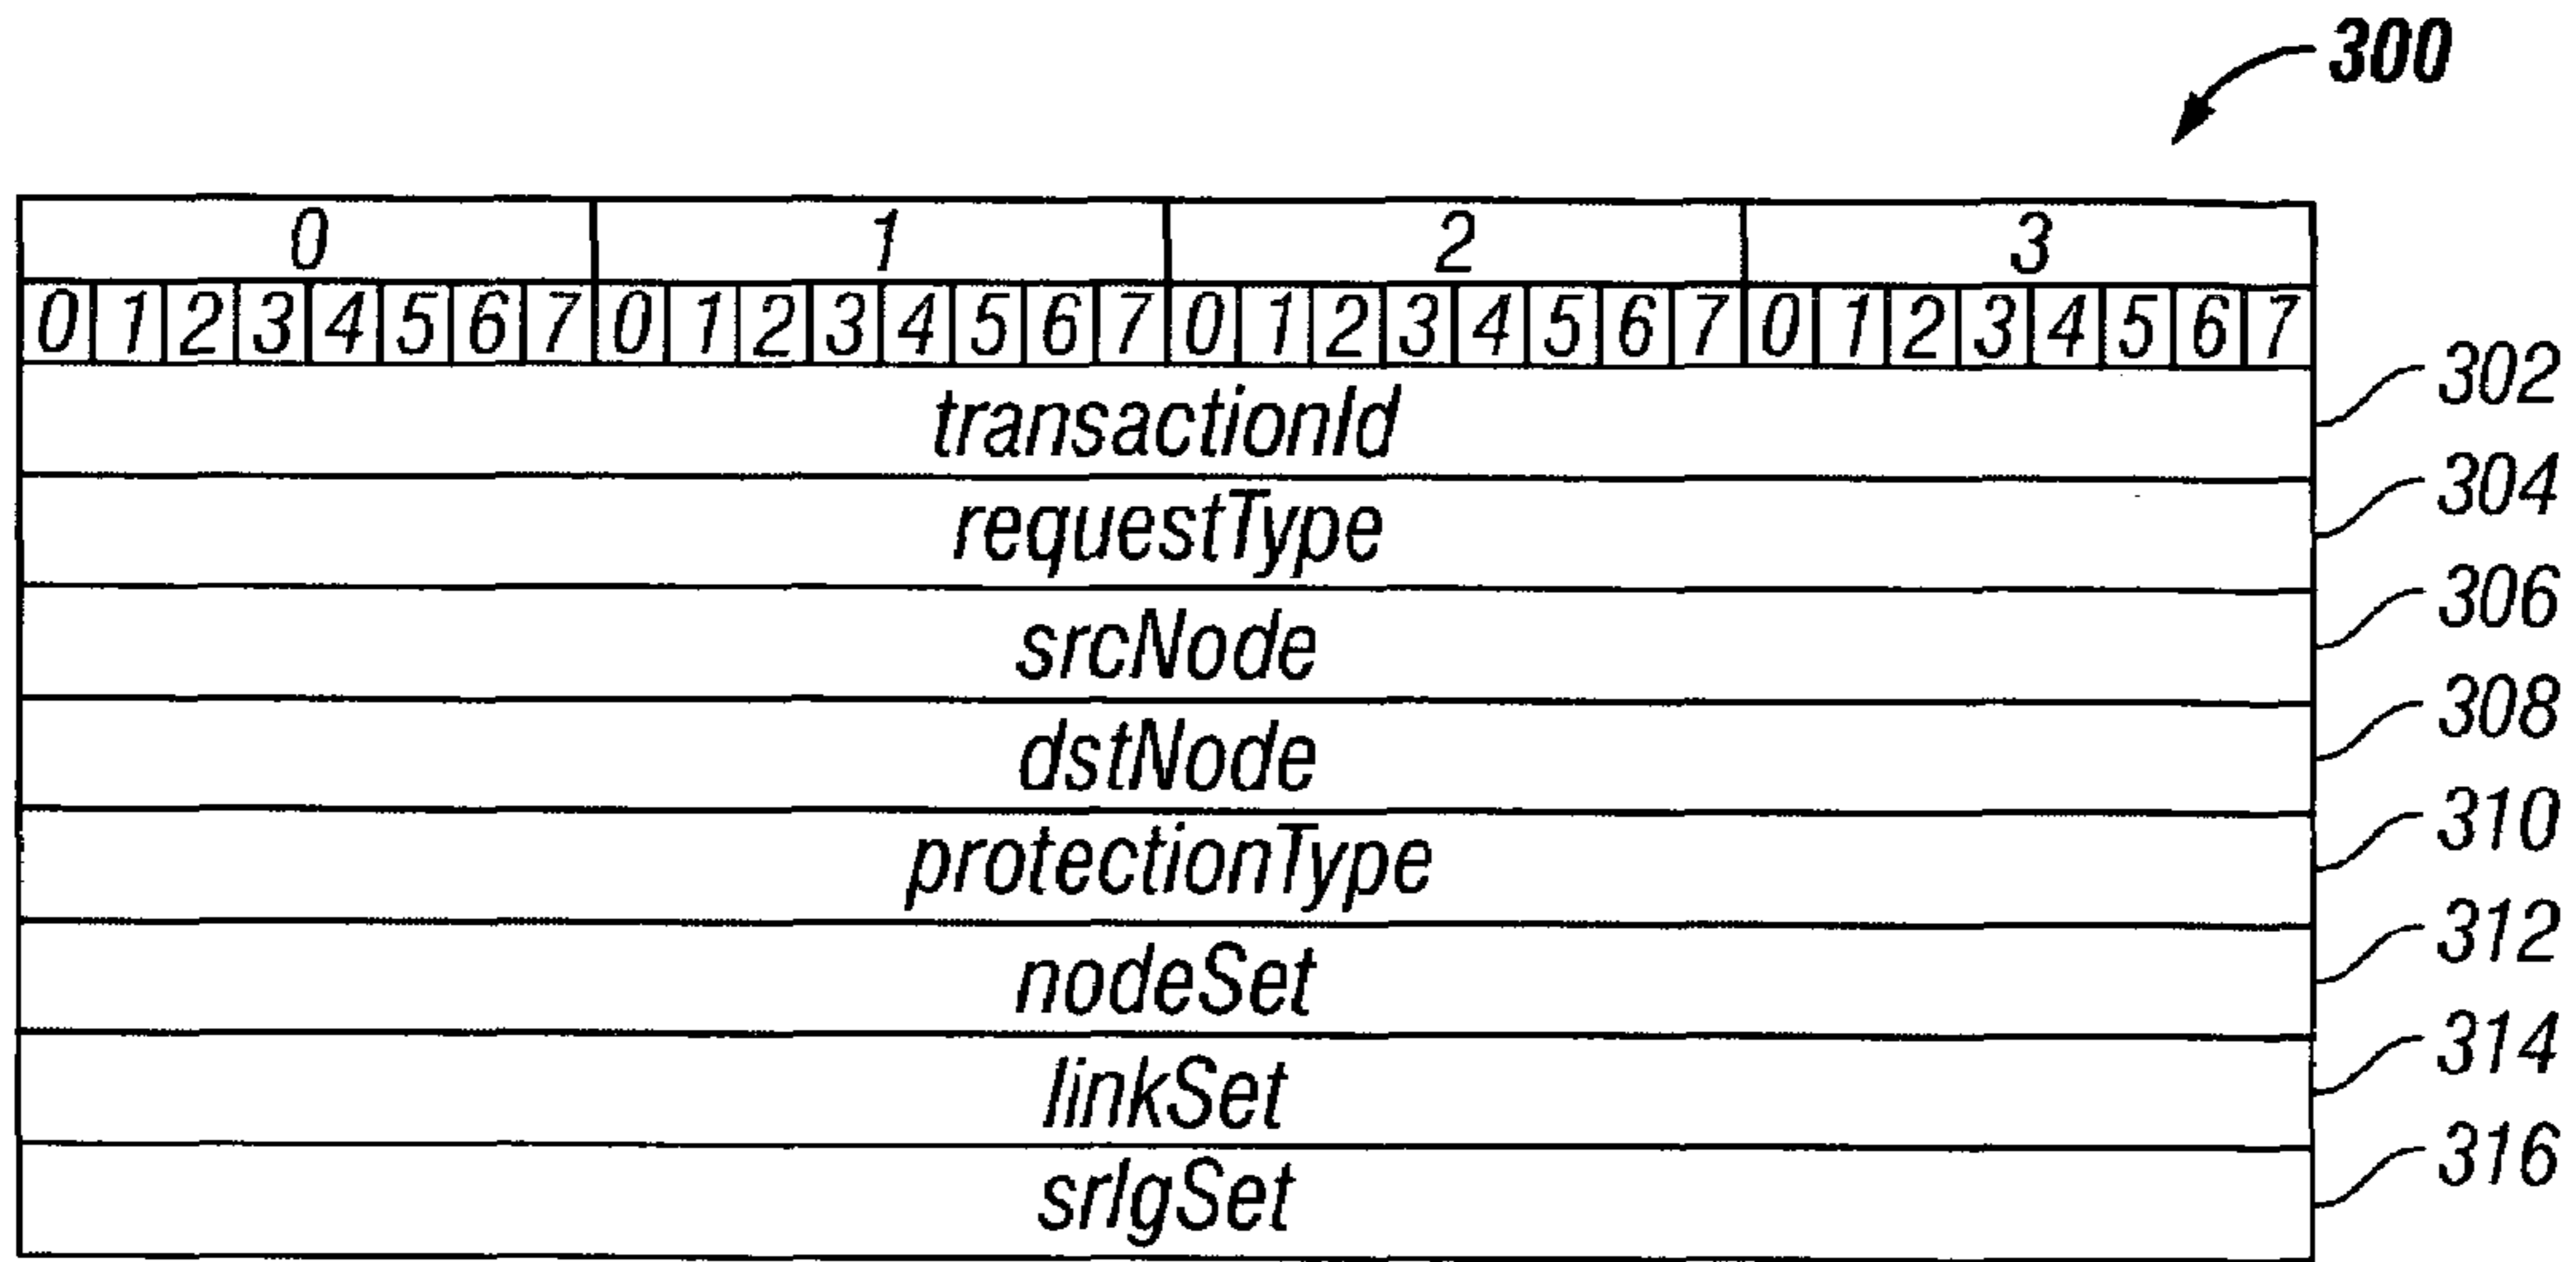 300
0 1 2 3
0 1 2 3 4 5 6 7 0 1 2 3 4 5 6 7 0 1 2 3 4 5 6 7 0 1 2 3 4 5 6 7
transactionId 302
requestType 304
srcNode 306
dstNode 308
protectionType 310
nodeSet 312
linkSet 314
srlgSet 316